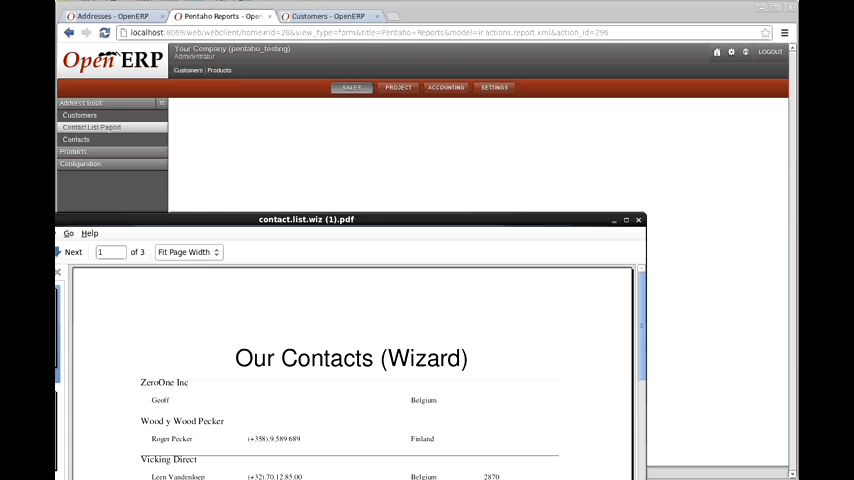 Addresses - OpenERP × Pentaho Reports - Open × Customers - OpenERP ×
localhost:8069/web/webclient/home#id=28&view_type=form&title=Pentaho+Reports&model=ir.actions.report.xml&action_id=296
Open ERP
Your Company (pentaho_testing)
Administrator
LOGOUT
Customers Products
SALES PROJECT ACCOUNTING SETTINGS
Address Book «
Customers
Contact List Report
Contacts
Products
Configuration
contact.list.wiz (1).pdf
Go Help
Next 1 of 3 Fit Page Width
Our Contacts (Wizard)
ZeroOne Inc
Geoff Belgium
Wood y Wood Pecker
Roger Pecker (+358).9.589 689 Finland
Vicking Direct
Leen Vandenloep (+32).70.12 85.00 Belgium 2870